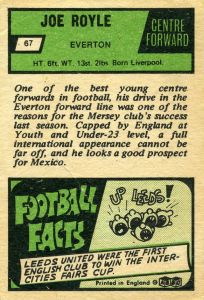 JOE ROYLE
67
EVERTON
CENTRE
FORWARD
HT. 6ft. WT. 13st. 2lbs Born Liverpool.
One of the best young centre
forwards in football, his drive in the
Everton forward line was one of the
reasons for the Mersey club's success
last season. Capped by England at
Youth and Under-23 level, a full
international appearance cannot be
far off, and he looks a good prospect
for Mexico.
FOOTBALL
FACTS
UP LEEDS!
LEEDS UNITED WERE THE FIRST
ENGLISH CLUB TO WIN THE INTER-
CITIES FAIRS CUP.
Printed in England ©